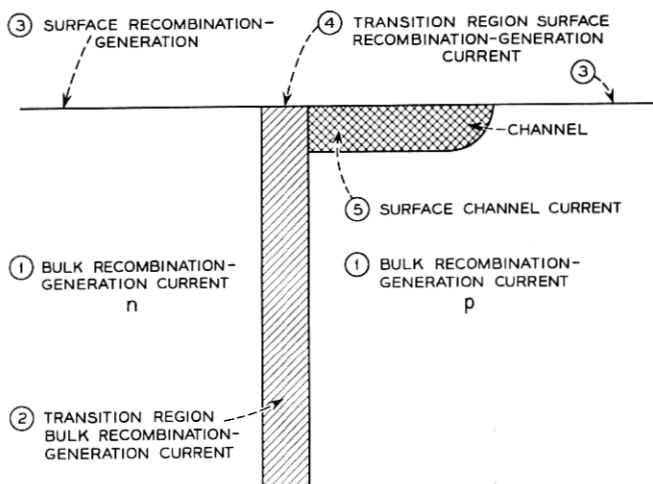 ③ SURFACE RECOMBINATION-
GENERATION
④ TRANSITION REGION SURFACE
RECOMBINATION-GENERATION
CURRENT
③
CHANNEL
⑤ SURFACE CHANNEL CURRENT
① BULK RECOMBINATION-
GENERATION CURRENT
n
① BULK RECOMBINATION-
GENERATION CURRENT
p
② TRANSITION REGION
BULK RECOMBINATION-
GENERATION CURRENT